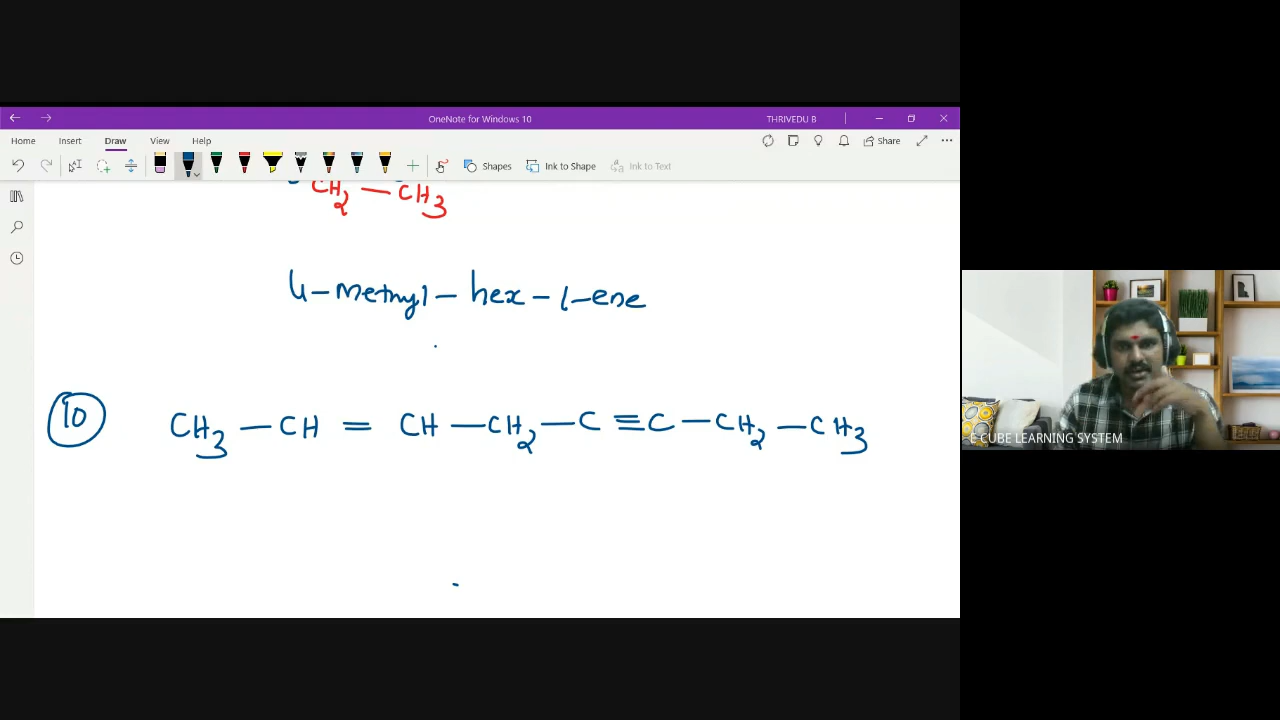 OneNote for Windows 10
THRIVEDU B
Home Insert Draw View Help
Share
Shapes Ink to Shape Ink to Text
CH2 — CH3
4-methyl-hex-1-ene
10 CH3 — CH = CH — CH2 — C ≡ C — CH2 — CH3
E CUBE LEARNING SYSTEM